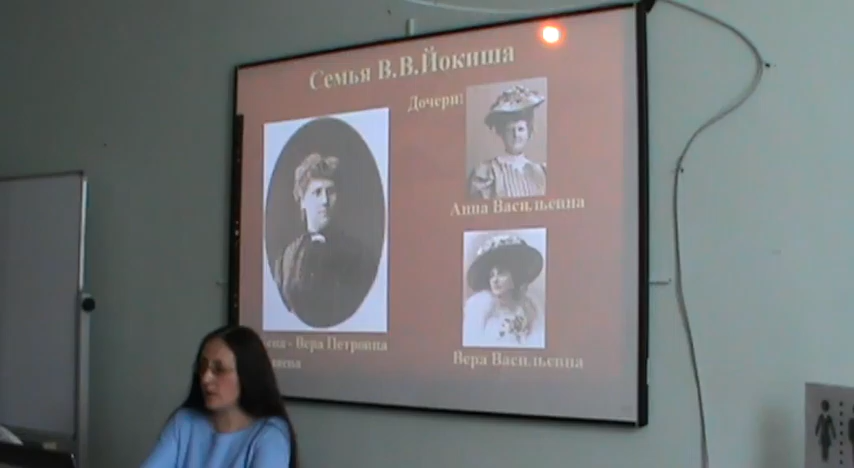 Семья В.В.Йокиша
Дочери:
Анна Васильевна
- Вера Петровна
Вера Васильевна